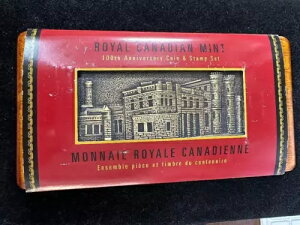 ROYAL CANADIAN MINT
100th Anniversary Coin & Stamp Set
MONNAIE ROYALE CANADIENNE
Ensemble pièce et timbre du centenaire